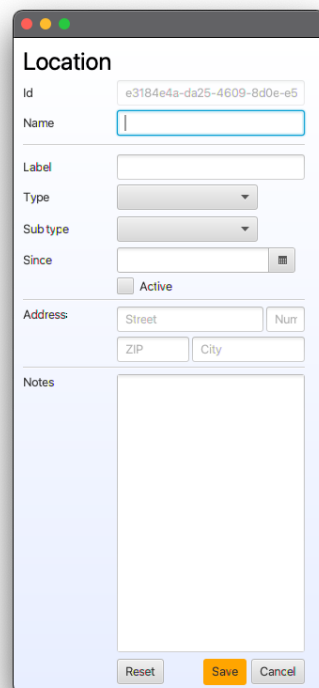 Location
Id e3184e4a-da25-4609-8d0e-e5
Name
Label
Type
Subtype
Since
Active
Address: Street Num
ZIP City
Notes
Reset Save Cancel